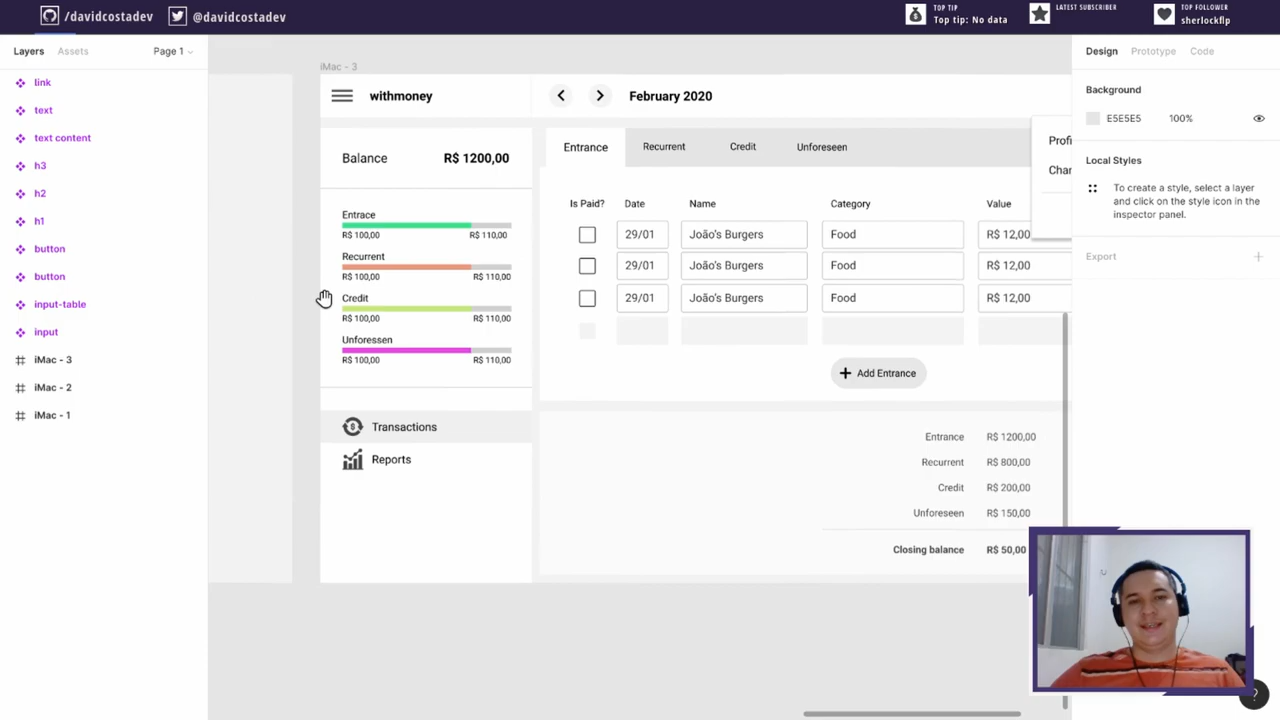 /davidcostadev
@davidcostadev
TOP TIP
Top tip: No data
LATEST SUBSCRIBER
TOP FOLLOWER
sherlockflp
Layers
Assets
Page 1
link
text
text content
h3
h2
h1
button
button
input-table
input
iMac - 3
iMac - 2
iMac - 1
iMac - 3
withmoney
February 2020
Balance
R$ 1200,00
Entrace
R$ 100,00
R$ 110,00
Recurrent
R$ 100,00
R$ 110,00
Credit
R$ 100,00
R$ 110,00
Unforessen
R$ 100,00
R$ 110,00
Transactions
Reports
Entrance
Recurrent
Credit
Unforeseen
Is Paid?
Date
Name
Category
Value
29/01
João's Burgers
Food
R$ 12,00
29/01
João's Burgers
Food
R$ 12,00
29/01
João's Burgers
Food
R$ 12,00
Add Entrance
Entrance
R$ 1200,00
Recurrent
R$ 800,00
Credit
R$ 200,00
Unforeseen
R$ 150,00
Closing balance
R$ 50,00
Profi
Char
Design
Prototype
Code
Background
E5E5E5
100%
Local Styles
To create a style, select a layer
and click on the style icon in the
inspector panel.
Export
?